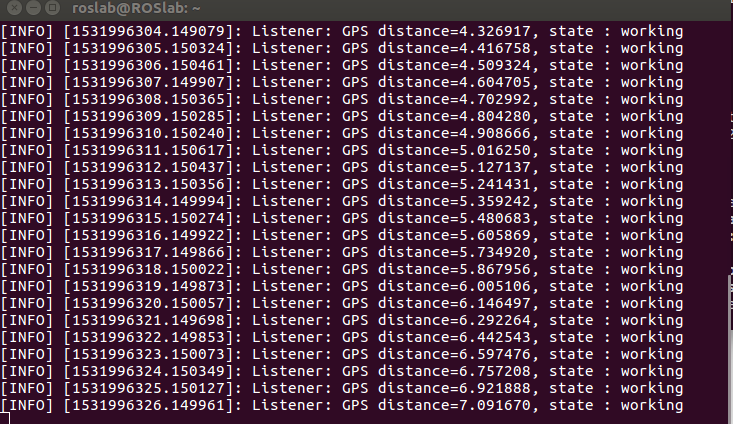 roslab@ROSlab: ~
[INFO] [1531996304.149079]: Listener: GPS distance=4.326917, state : working
[INFO] [1531996305.150324]: Listener: GPS distance=4.416758, state : working
[INFO] [1531996306.150461]: Listener: GPS distance=4.509324, state : working
[INFO] [1531996307.149907]: Listener: GPS distance=4.604705, state : working
[INFO] [1531996308.150365]: Listener: GPS distance=4.702992, state : working
[INFO] [1531996309.150285]: Listener: GPS distance=4.804280, state : working
[INFO] [1531996310.150240]: Listener: GPS distance=4.908666, state : working
[INFO] [1531996311.150617]: Listener: GPS distance=5.016250, state : working
[INFO] [1531996312.150437]: Listener: GPS distance=5.127137, state : working
[INFO] [1531996313.150356]: Listener: GPS distance=5.241431, state : working
[INFO] [1531996314.149994]: Listener: GPS distance=5.359242, state : working
[INFO] [1531996315.150274]: Listener: GPS distance=5.480683, state : working
[INFO] [1531996316.149922]: Listener: GPS distance=5.605869, state : working
[INFO] [1531996317.149866]: Listener: GPS distance=5.734920, state : working
[INFO] [1531996318.150022]: Listener: GPS distance=5.867956, state : working
[INFO] [1531996319.149873]: Listener: GPS distance=6.005106, state : working
[INFO] [1531996320.150057]: Listener: GPS distance=6.146497, state : working
[INFO] [1531996321.149698]: Listener: GPS distance=6.292264, state : working
[INFO] [1531996322.149853]: Listener: GPS distance=6.442543, state : working
[INFO] [1531996323.150073]: Listener: GPS distance=6.597476, state : working
[INFO] [1531996324.150349]: Listener: GPS distance=6.757208, state : working
[INFO] [1531996325.150127]: Listener: GPS distance=6.921888, state : working
[INFO] [1531996326.149961]: Listener: GPS distance=7.091670, state : working